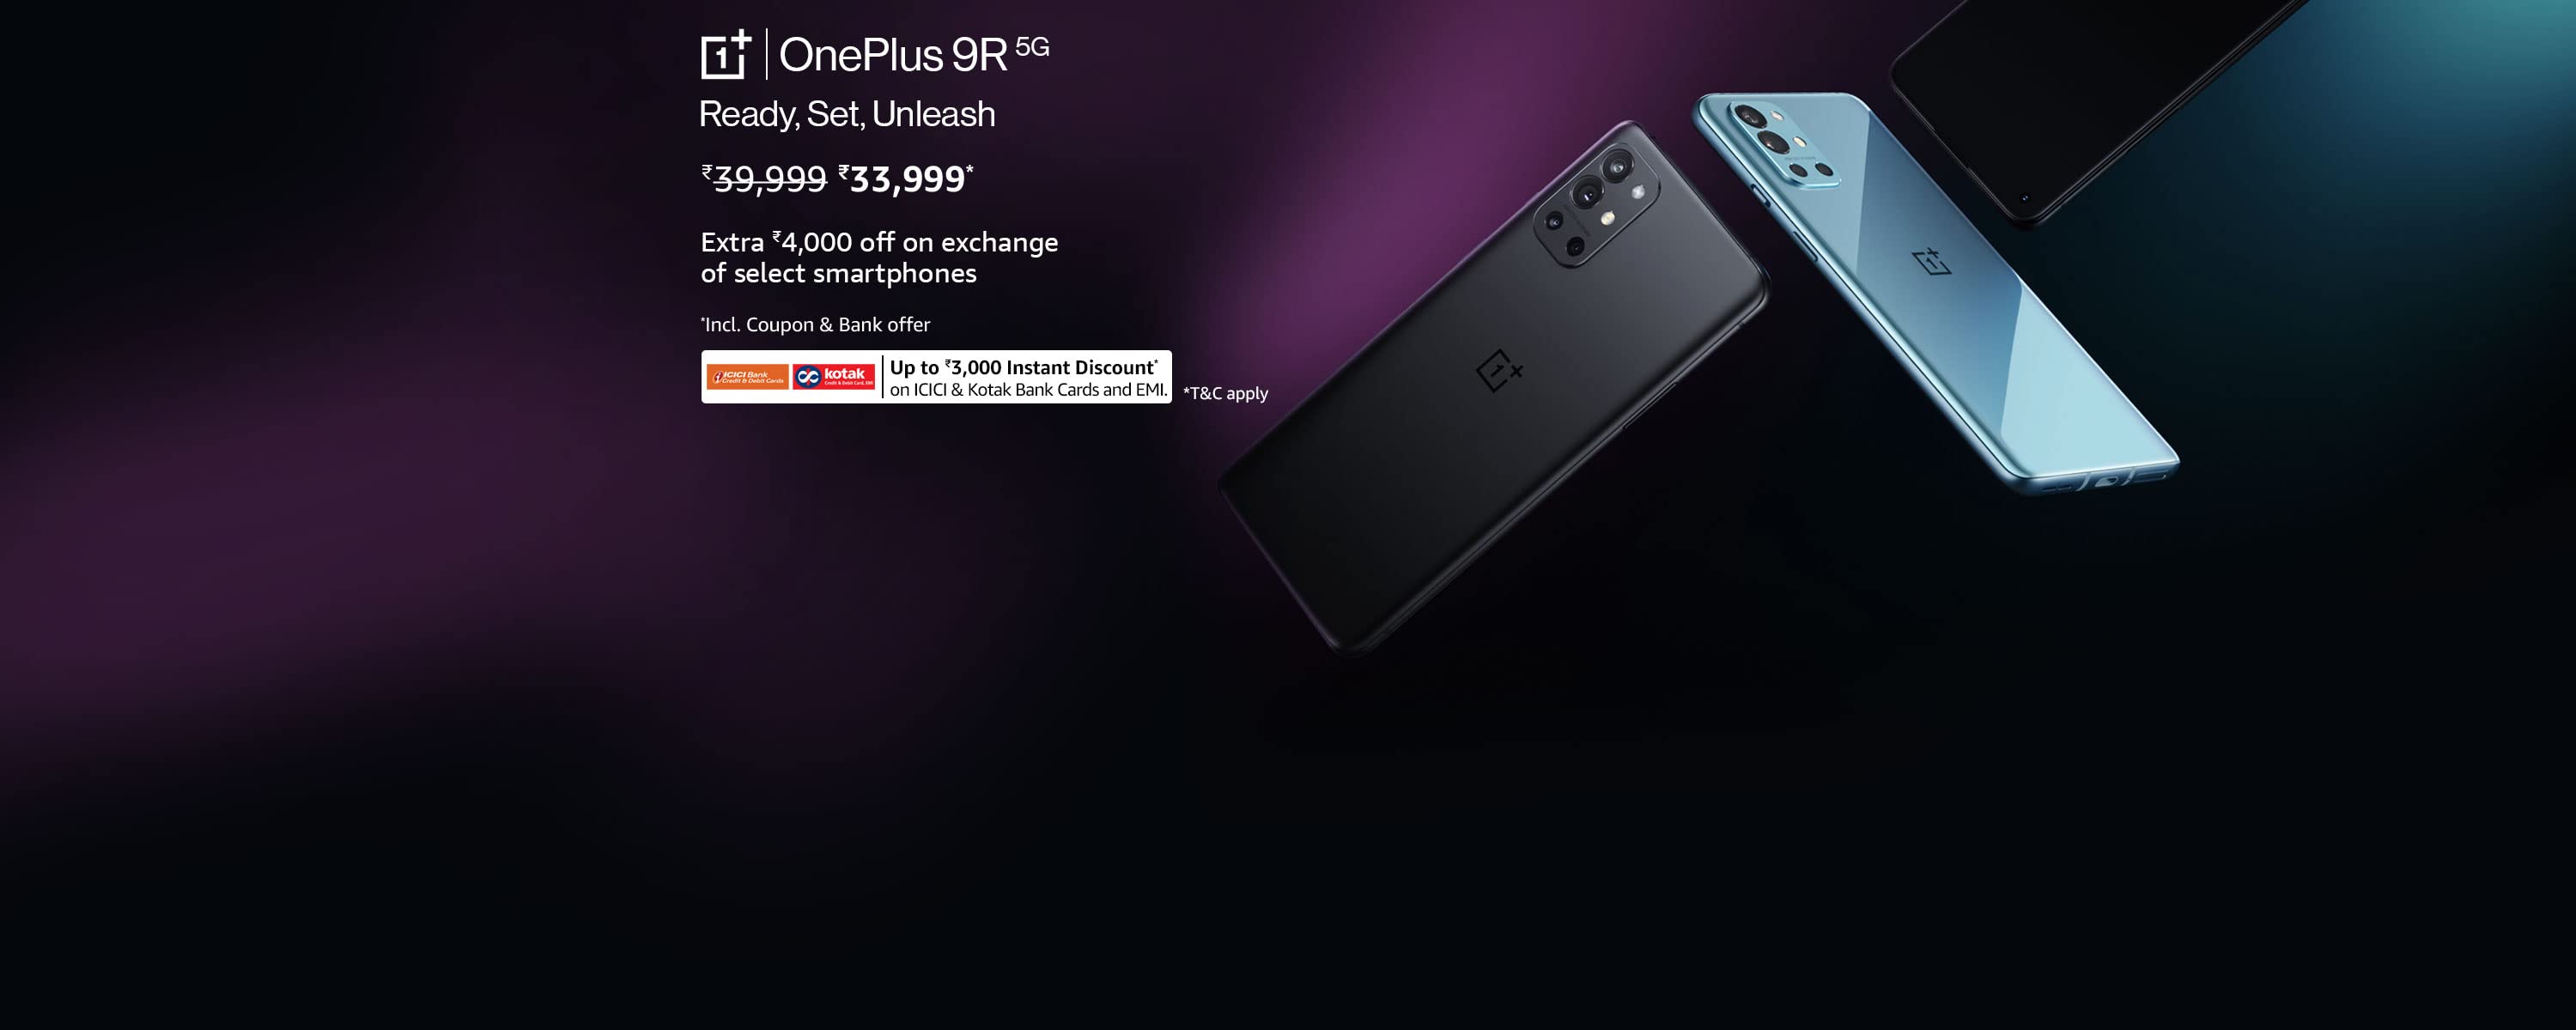 1+ | OnePlus 9R 5G
Ready, Set, Unleash
₹39,999 ₹33,999*
Extra ₹4,000 off on exchange
of select smartphones
*Incl. Coupon & Bank offer
ICICI Bank
Credit & Debit Cards
kotak
Credit & Debit Card, EMI
Up to ₹3,000 Instant Discount*
on ICICI & Kotak Bank Cards and EMI.
*T&C apply